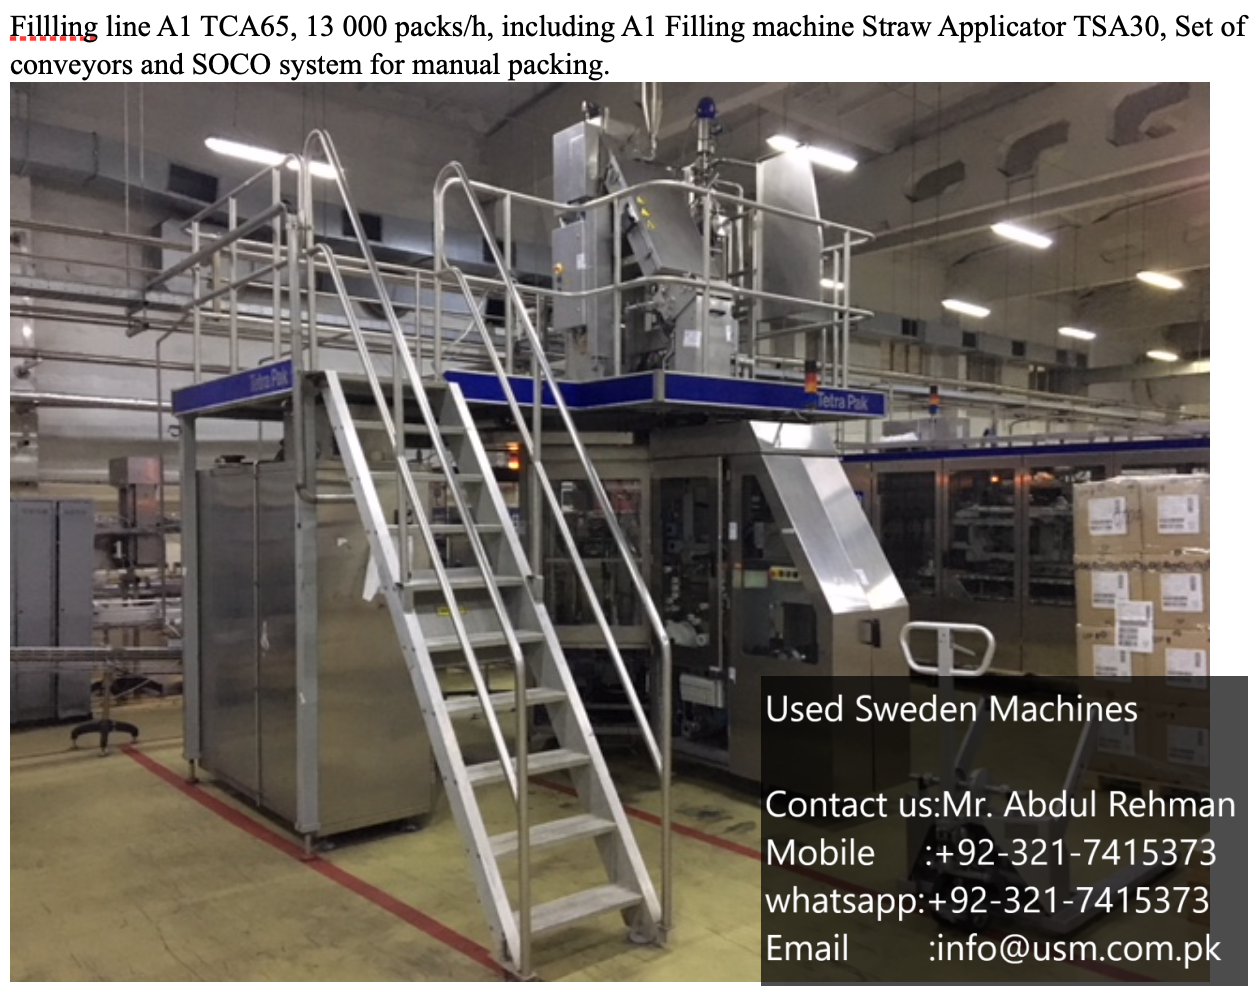 Fillling line A1 TCA65, 13 000 packs/h, including A1 Filling machine Straw Applicator TSA30, Set of
conveyors and SOCO system for manual packing.
Tetra Pak
Tetra Pak
Used Sweden Machines
Contact us:Mr. Abdul Rehman
Mobile :+92-321-7415373
whatsapp:+92-321-7415373
Email :info@usm.com.pk